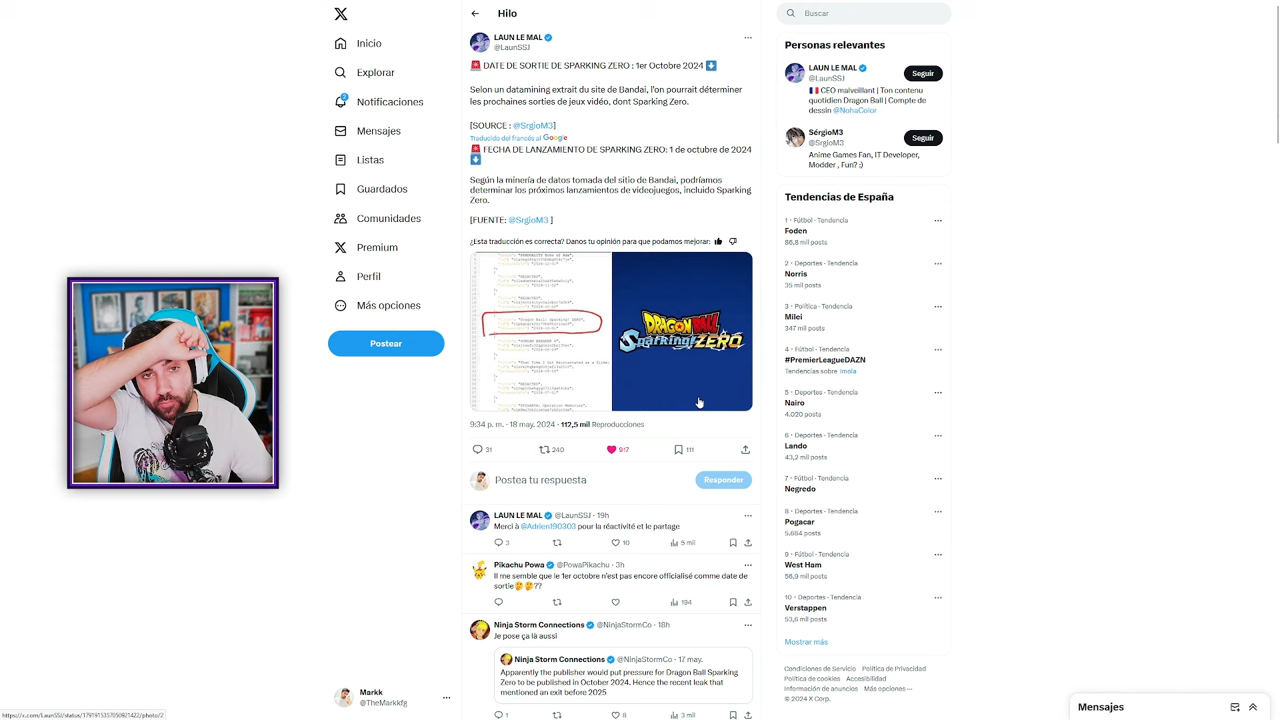 Hilo
Buscar
Inicio
Explorar
2
Notificaciones
Mensajes
Listas
Guardados
Comunidades
Premium
Perfil
Más opciones
Postear
Markk
@TheMarkkfg
LAUN LE MAL
@LaunSSJ
DATE DE SORTIE DE SPARKING ZERO : 1er Octobre 2024
Selon un datamining extrait du site de Bandai, l'on pourrait déterminer
les prochaines sorties de jeux vidéo, dont Sparking Zero.
[SOURCE : @SrgioM3]
Traducido del francés al Google
FECHA DE LANZAMIENTO DE SPARKING ZERO: 1 de octubre de 2024
Según la minería de datos tomada del sitio de Bandai, podríamos
determinar los próximos lanzamientos de videojuegos, incluido Sparking
Zero.
[FUENTE: @SrgioM3 ]
¿Esta traducción es correcta? Danos tu opinión para que podamos mejorar:
DRAGON BALL
Sparking! ZERO
9:34 p. m. · 18 may. 2024 · 112,5 mil Reproducciones
31 240 917 111
Postea tu respuesta
Responder
LAUN LE MAL @LaunSSJ · 19h
Merci à @Adrien190303 pour la réactivité et le partage
3 10 5 mil
Pikachu Powa @PowaPikachu · 3h
Il me semble que le 1er octobre n'est pas encore officialisé comme date de
sortie🤔🤔??
194
Ninja Storm Connections @NinjaStormCo · 18h
Je pose ça là aussi
Ninja Storm Connections @NinjaStormCo · 17 may.
Apparently the publisher would put pressure for Dragon Ball Sparking
Zero to be published in October 2024. Hence the recent leak that
mentioned an exit before 2025
1 8 3 mil
Personas relevantes
LAUN LE MAL
@LaunSSJ
Seguir
🇫🇷 CEO malveillant | Ton contenu
quotidien Dragon Ball | Compte de
dessin @NohaColor
SérgioM3
@SrgioM3
Seguir
Anime Games Fan, IT Developer,
Modder , Fun? ;)
Tendencias de España
1 · Fútbol · Tendencia
Foden
86,8 mil posts
2 · Deportes · Tendencia
Norris
35 mil posts
3 · Política · Tendencia
Milei
347 mil posts
4 · Fútbol · Tendencia
#PremierLeagueDAZN
Tendencias sobre imola
5 · Deportes · Tendencia
Nairo
4.020 posts
6 · Deportes · Tendencia
Lando
43,2 mil posts
7 · Fútbol · Tendencia
Negredo
8 · Deportes · Tendencia
Pogacar
5.664 posts
9 · Fútbol · Tendencia
West Ham
56,9 mil posts
10 · Deportes · Tendencia
Verstappen
53,6 mil posts
Mostrar más
Condiciones de Servicio Política de Privacidad
Política de cookies Accesibilidad
Información de anuncios Más opciones ···
© 2024 X Corp.
Mensajes